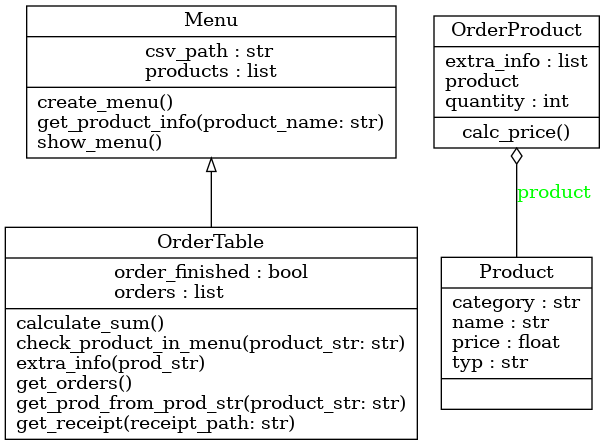 Menu
csv_path : str
products : list
create_menu()
get_product_info(product_name: str)
show_menu()
OrderProduct
extra_info : list
product
quantity : int
calc_price()
product
OrderTable
order_finished : bool
orders : list
calculate_sum()
check_product_in_menu(product_str: str)
extra_info(prod_str)
get_orders()
get_prod_from_prod_str(product_str: str)
get_receipt(receipt_path: str)
Product
category : str
name : str
price : float
typ : str